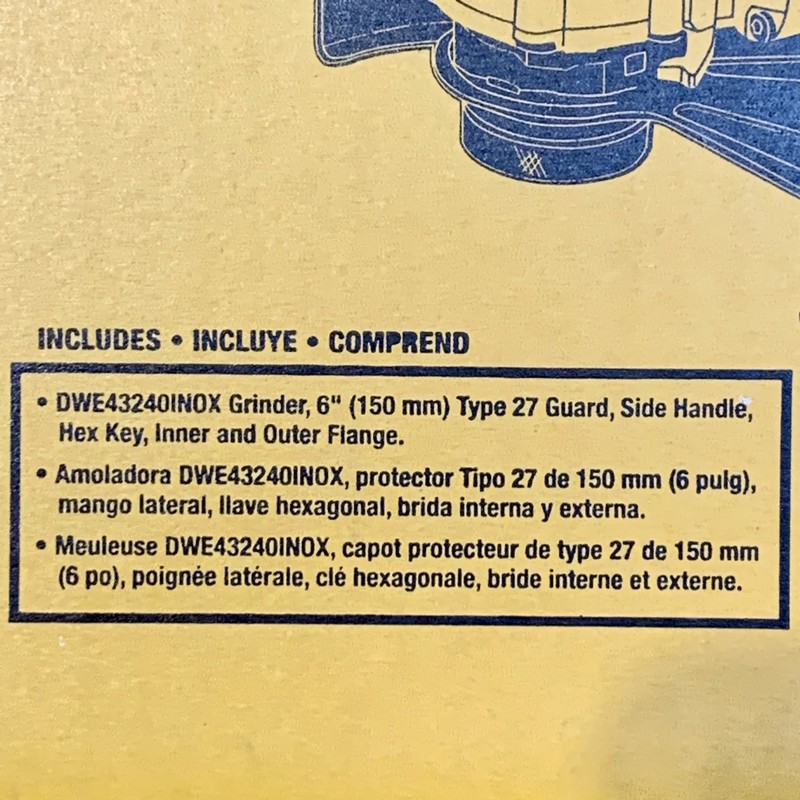 INCLUDES • INCLUYE • COMPREND
• DWE43240INOX Grinder, 6" (150 mm) Type 27 Guard, Side Handle,
Hex Key, Inner and Outer Flange.
• Amoladora DWE43240INOX, protector Tipo 27 de 150 mm (6 pulg),
mango lateral, llave hexagonal, brida interna y externa.
• Meuleuse DWE43240INOX, capot protecteur de type 27 de 150 mm
(6 po), poignée latérale, clé hexagonale, bride interne et externe.